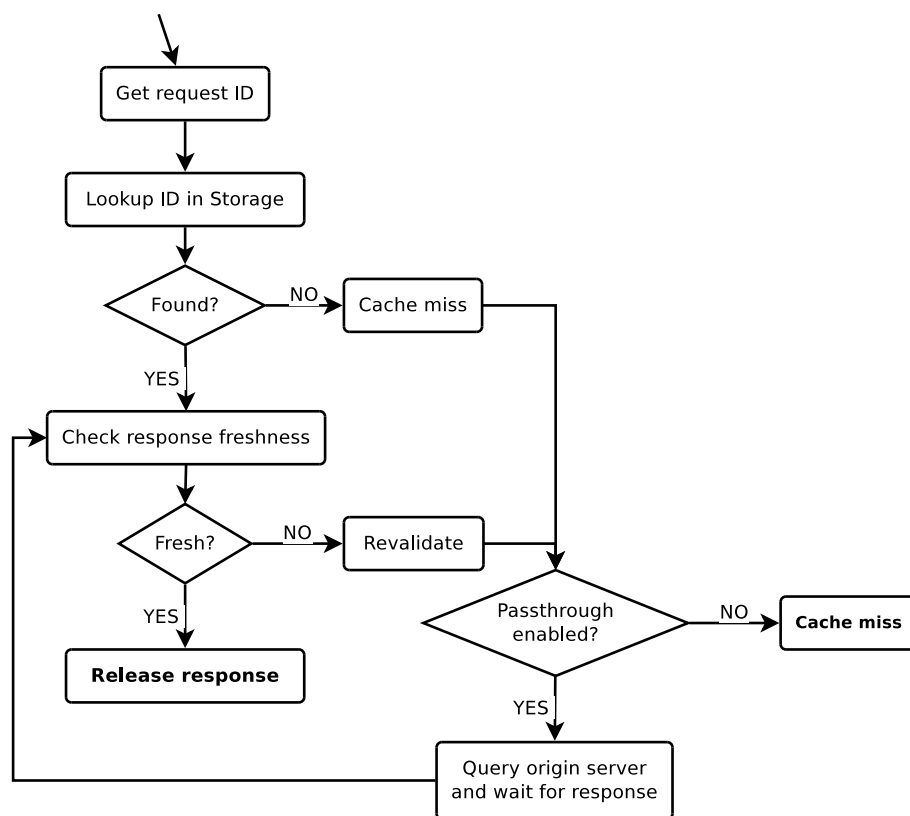 Get request ID
Lookup ID in Storage
Found?
NO
Cache miss
YES
Check response freshness
Fresh?
NO
Revalidate
YES
Release response
Passthrough
enabled?
NO
Cache miss
YES
Query origin server
and wait for response